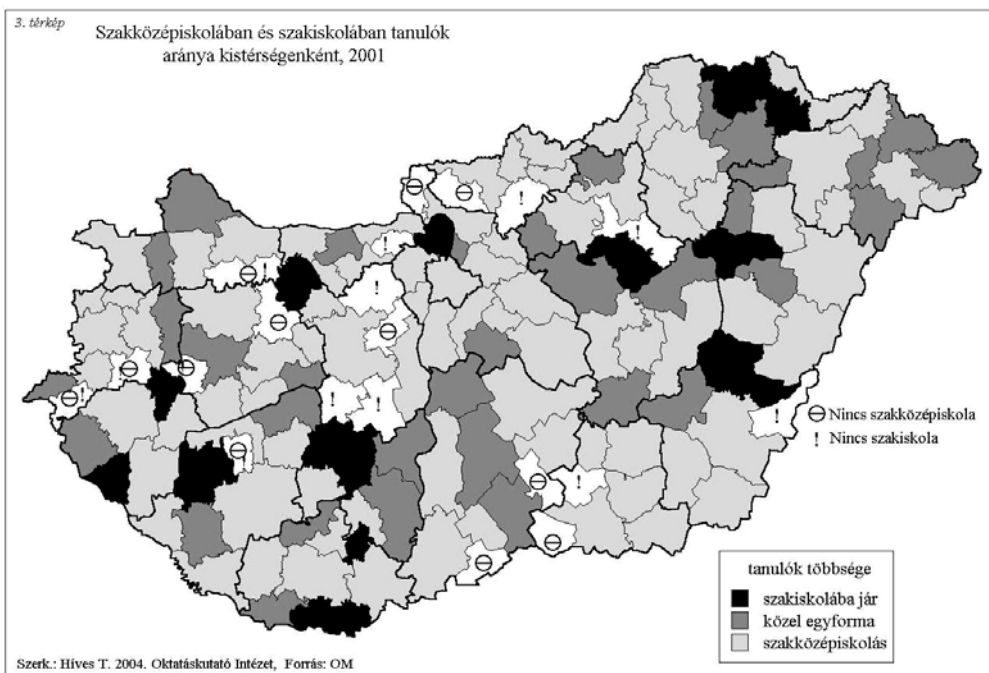 3. térkép
Szakközépiskolában és szakiskolában tanulók
aránya kistérségenként, 2001
Nincs szakközépiskola
! Nincs szakiskola
tanulók többsége
szakiskolába jár
közel egyforma
szakközépiskolás
Szerk.: Híves T. 2004. Oktatáskutató Intézet, Forrás: OM